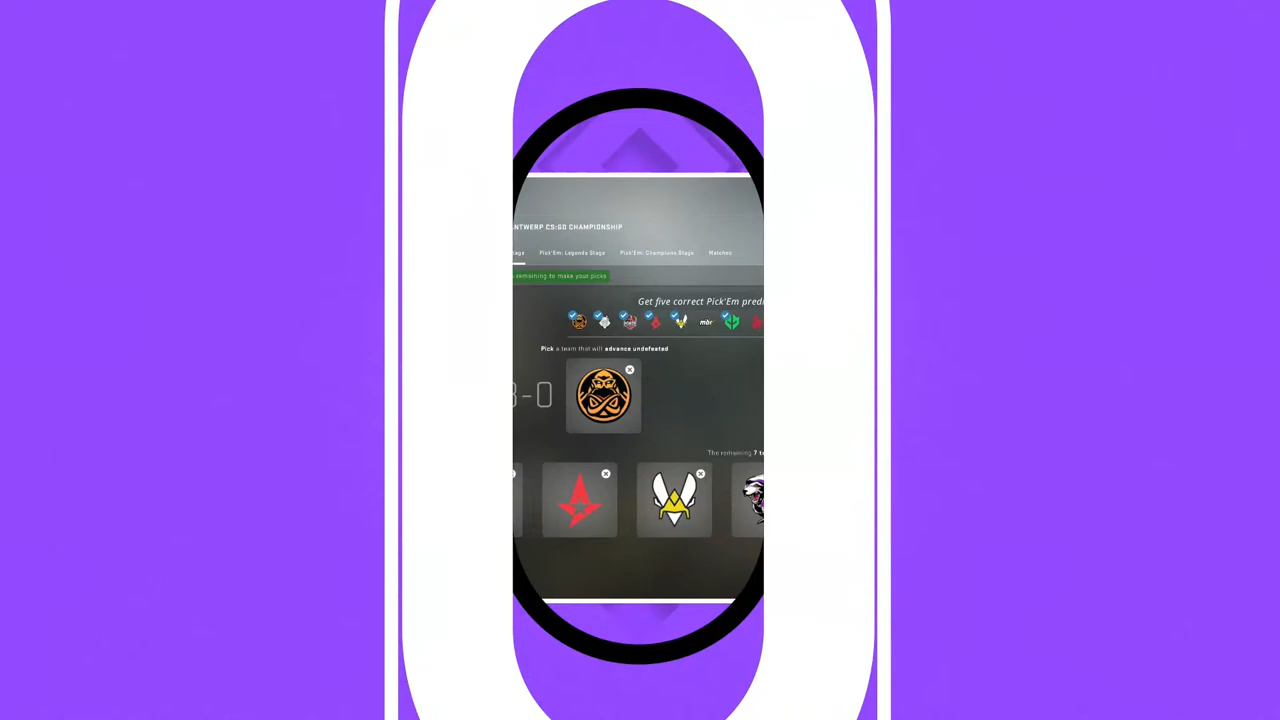 ANTWERP CS:GO CHAMPIONSHIP
Pick'Em: Legends Stage Pick'Em: Champions Stage Matches
remaining to make your picks
Get five correct Pick'Em
mbr
Pick a team that will advance undefeated
3-0
The remaining 7